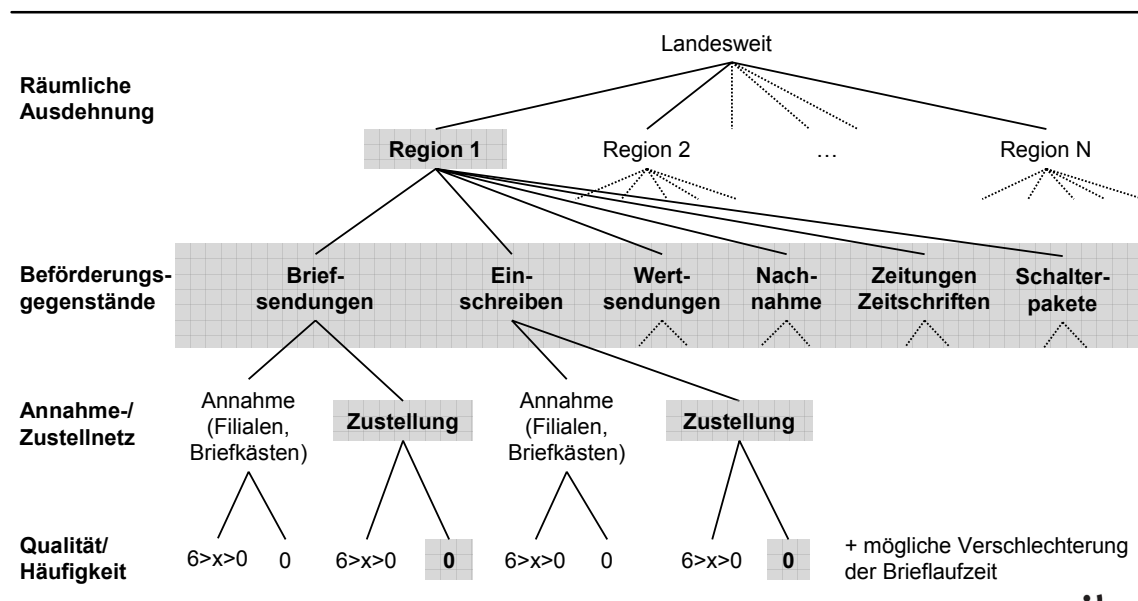 Landesweit
Räumliche
Ausdehnung
Region 1
Region 2
…
Region N
Beförderungs-
gegenstände
Brief-
sendungen
Ein-
schreiben
Wert-
sendungen
Nach-
nahme
Zeitungen
Zeitschriften
Schalter-
pakete
Annahme-/
Zustellnetz
Annahme
(Filialen,
Briefkästen)
Zustellung
Annahme
(Filialen,
Briefkästen)
Zustellung
Qualität/
Häufigkeit
6>x>0
0
6>x>0
0
6>x>0
0
6>x>0
0
+ mögliche Verschlechterung
der Brieflaufzeit